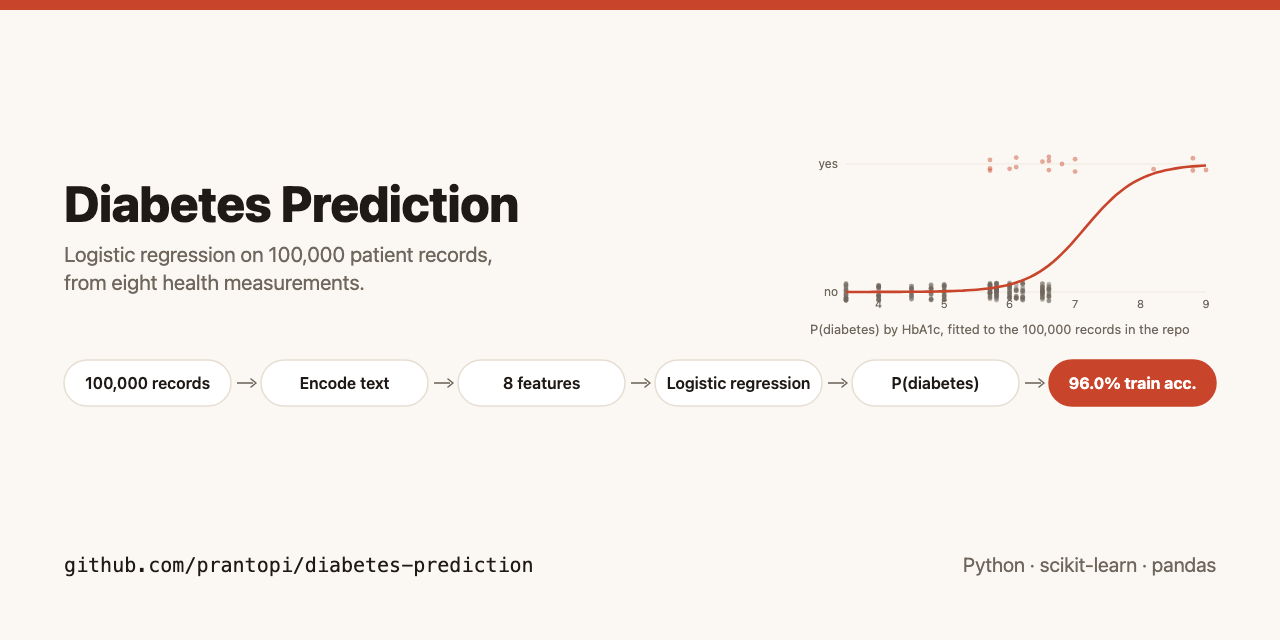 Diabetes Prediction
Logistic regression on 100,000 patient records,
from eight health measurements.
yes
no
4 5 6 7 8 9
P(diabetes) by HbA1c, fitted to the 100,000 records in the repo
100,000 records → Encode text → 8 features → Logistic regression → P(diabetes) → 96.0% train acc.
github.com/prantopi/diabetes-prediction
Python · scikit-learn · pandas